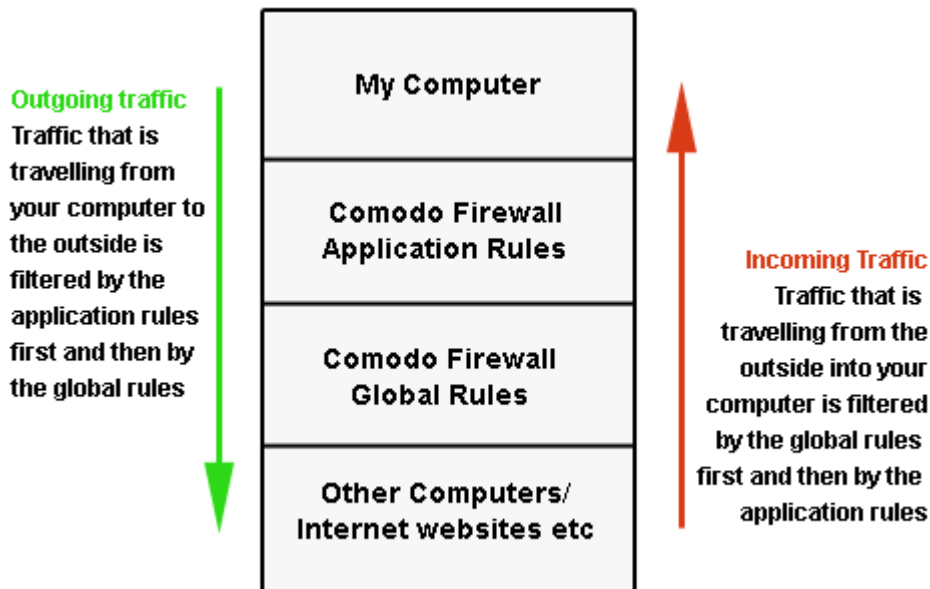 My Computer
Outgoing traffic
Traffic that is
travelling from
your computer to
the outside is
filtered by the
application rules
first and then by
the global rules
Comodo Firewall
Application Rules
Comodo Firewall
Global Rules
Other Computers/
Internet websites etc
Incoming Traffic
Traffic that is
travelling from the
outside into your
computer is filtered
by the global rules
first and then by the
application rules